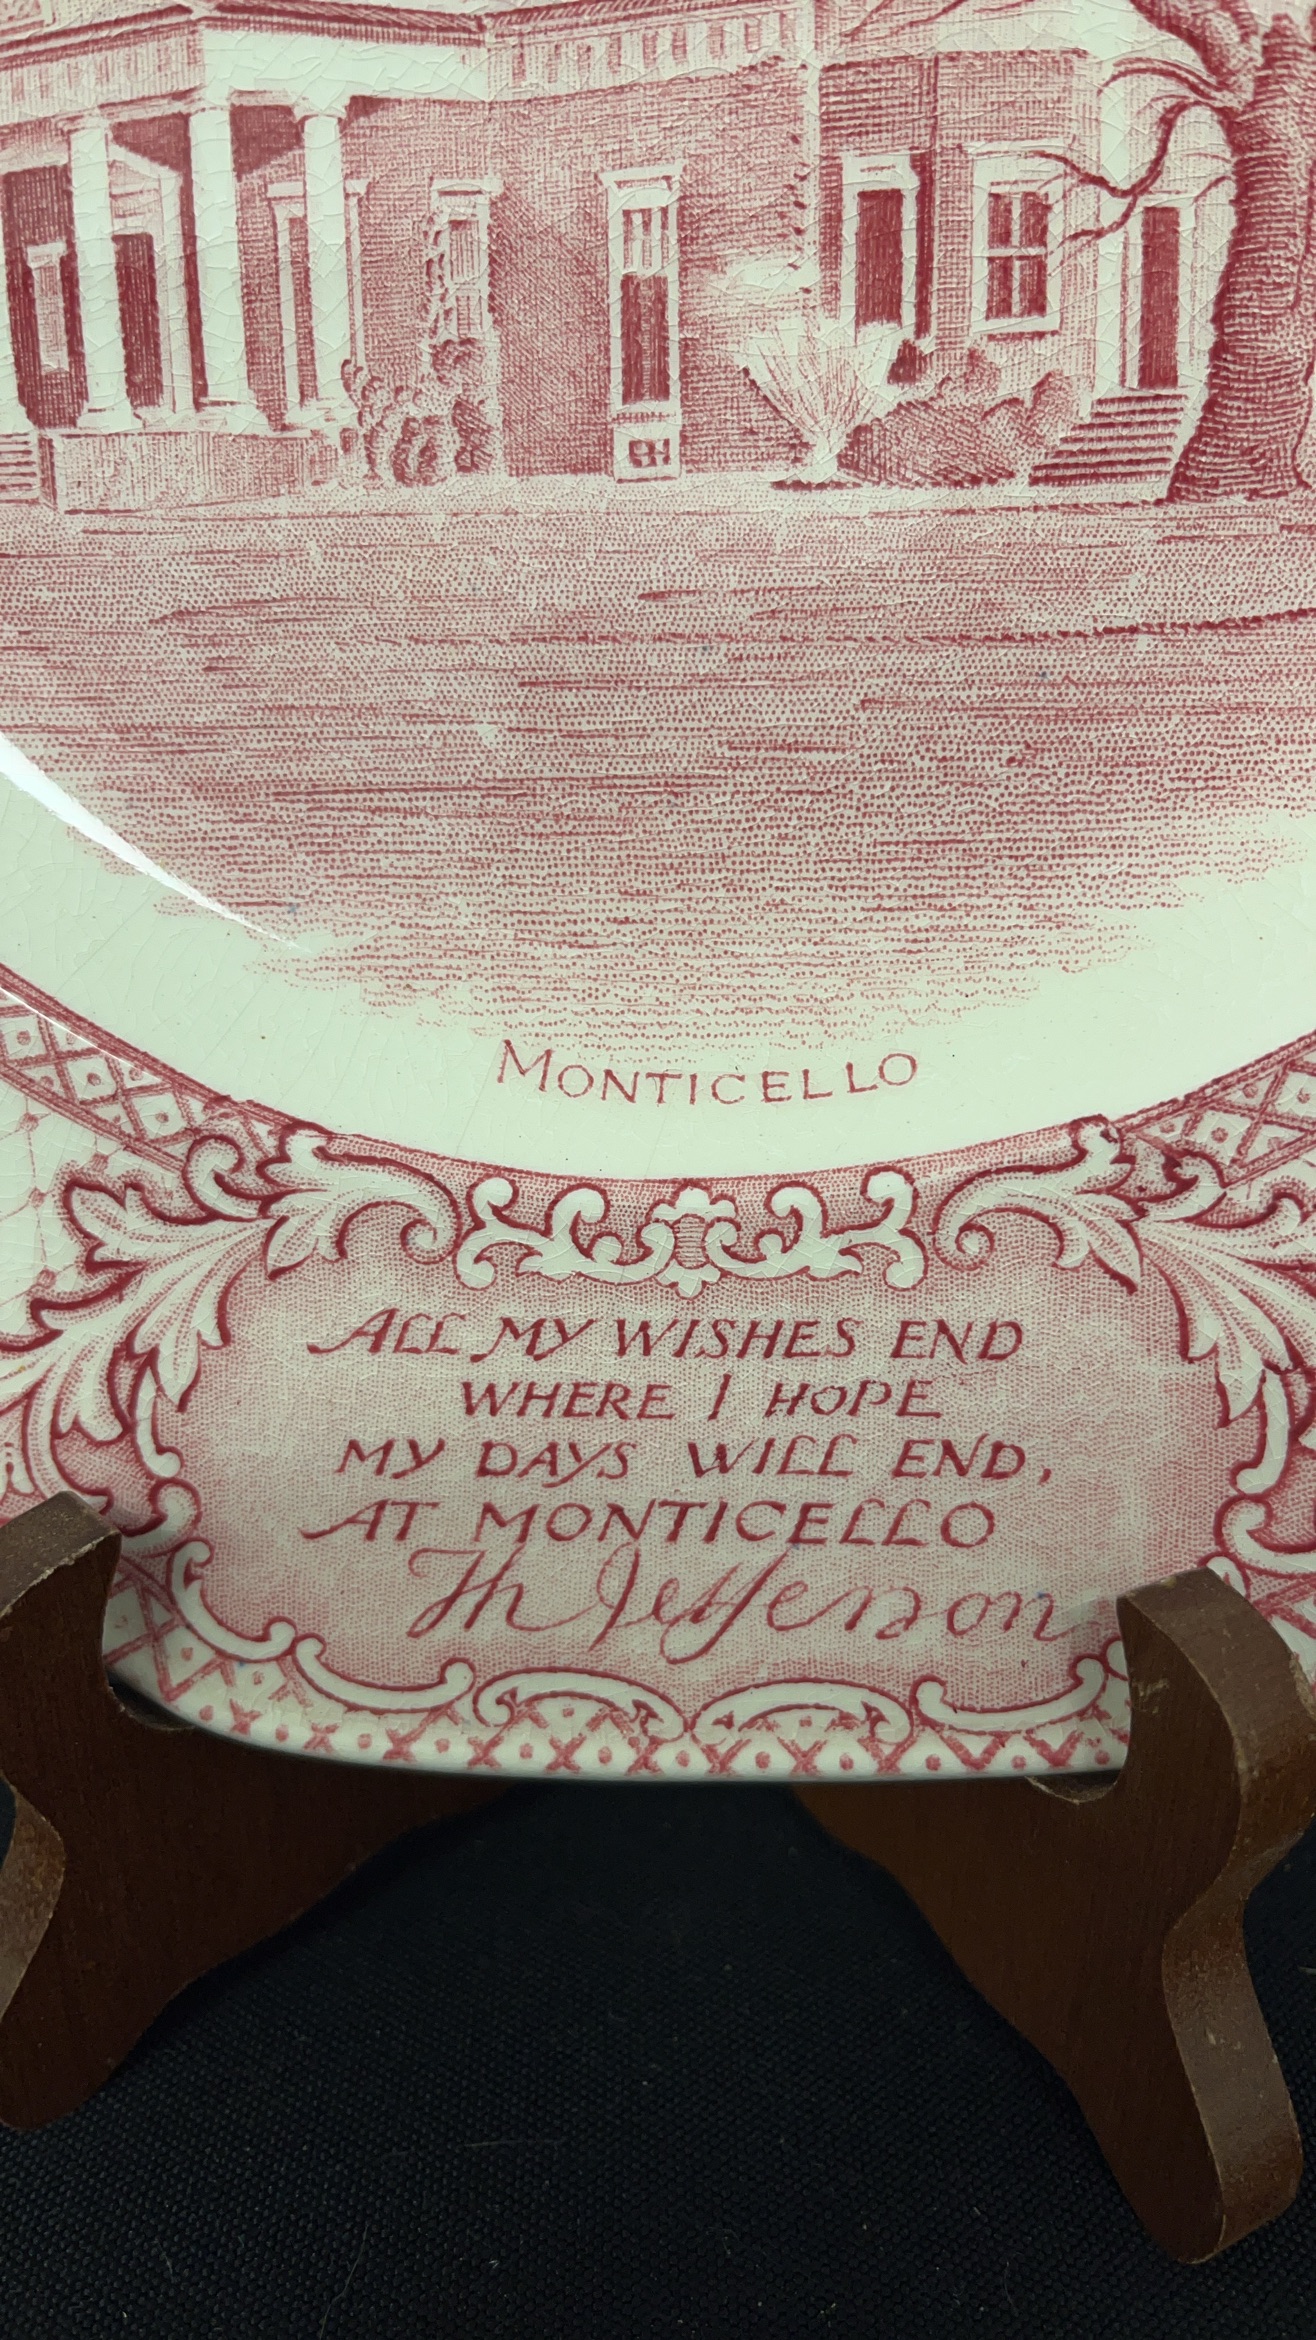 MONTICELLO
ALL MY WISHES END
WHERE I HOPE
MY DAYS WILL END,
AT MONTICELLO
Th Jefferson